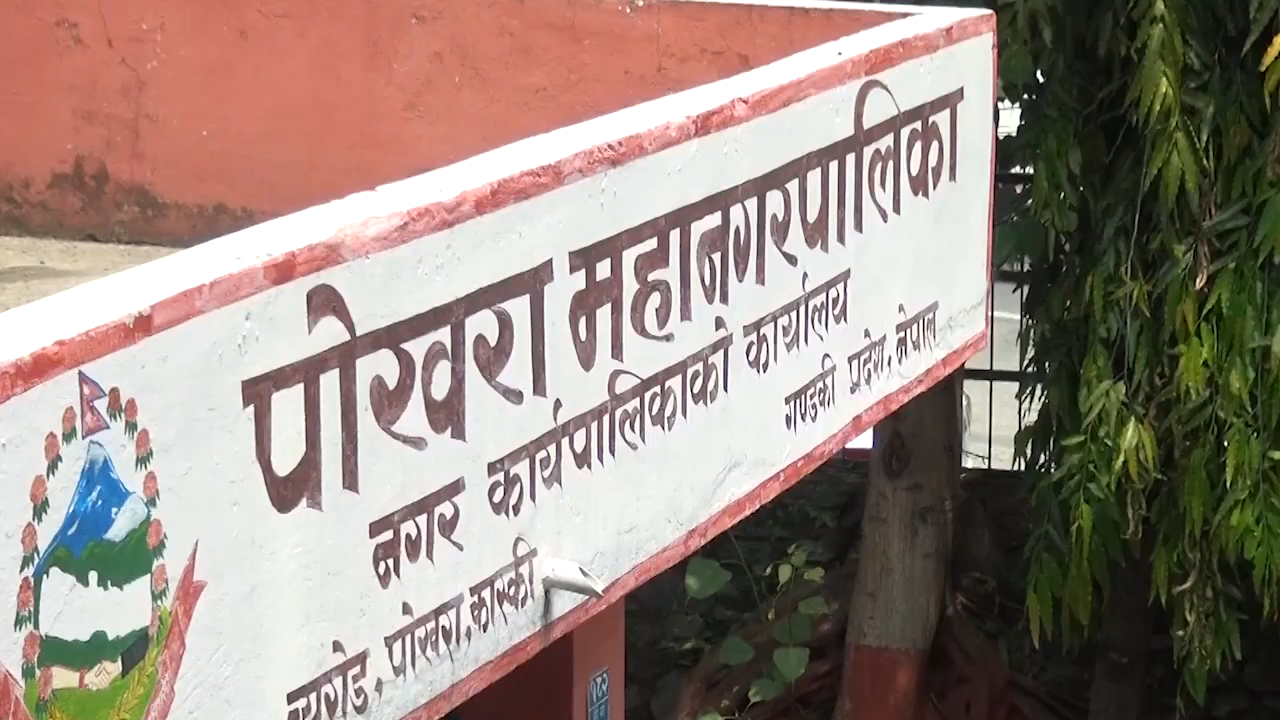 पोखरा महानगरपालिका
नगर कार्यपालिकाको कार्यालय
पोखरा, कास्की
गण्डकी प्रदेश, नेपाल